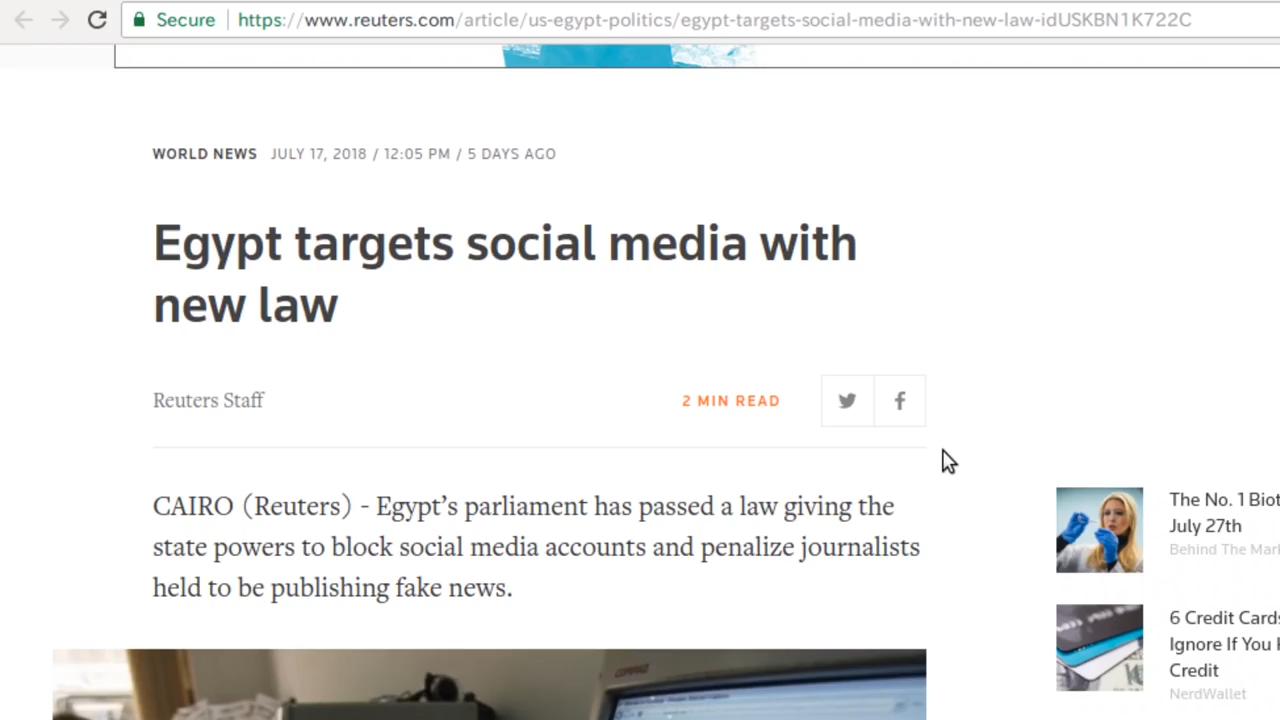 Secure https://www.reuters.com/article/us-egypt-politics/egypt-targets-social-media-with-new-law-idUSKBN1K722C
WORLD NEWS JULY 17, 2018 / 12:05 PM / 5 DAYS AGO
Egypt targets social media with
new law
Reuters Staff
2 MIN READ
CAIRO (Reuters) - Egypt’s parliament has passed a law giving the
state powers to block social media accounts and penalize journalists
held to be publishing fake news.
The No. 1 Biot
July 27th
Behind The Mark
6 Credit Cards
Ignore If You H
Credit
NerdWallet